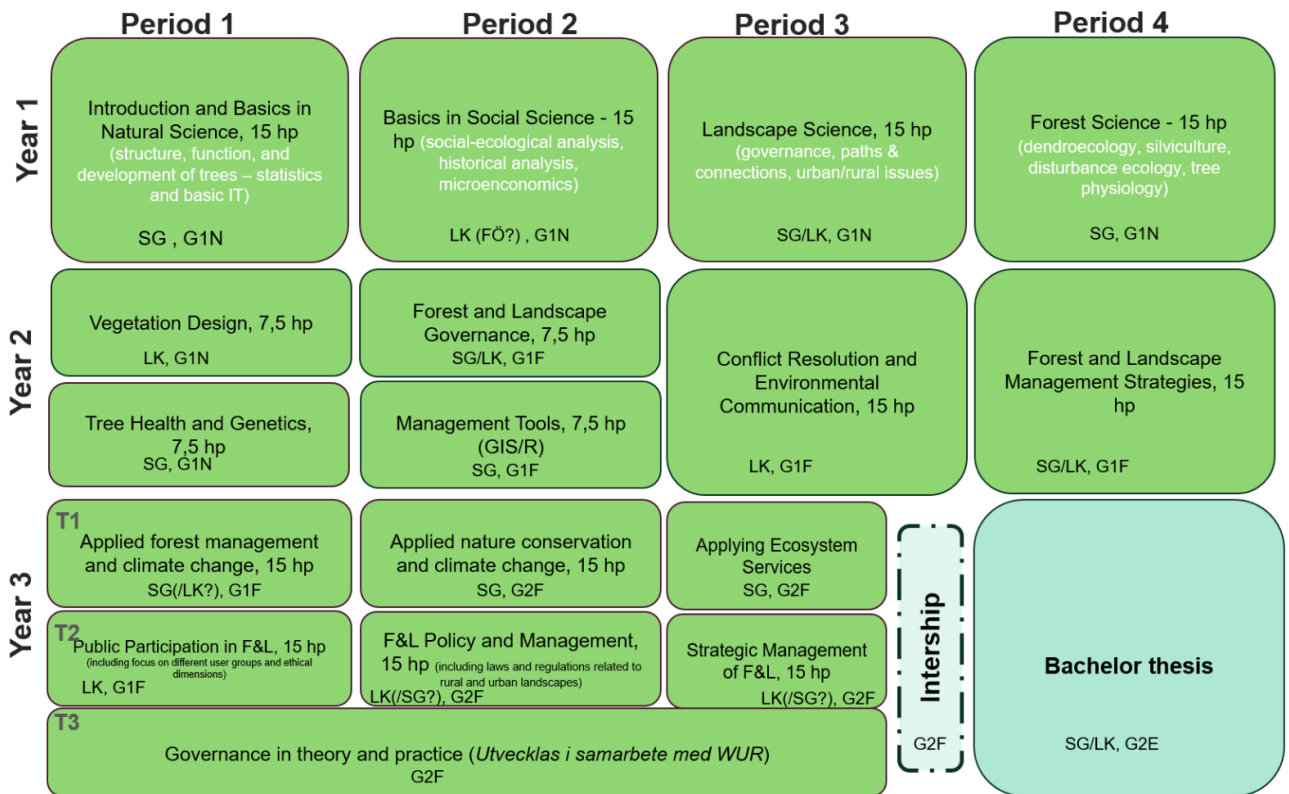 Period 1
Period 2
Period 3
Period 4
Year 1
Introduction and Basics in
Natural Science, 15 hp
(structure, function, and
development of trees – statistics
and basic IT)
SG , G1N
Basics in Social Science - 15
hp (social-ecological analysis,
historical analysis,
microenconomics)
LK (FÖ?) , G1N
Landscape Science, 15 hp
(governance, paths &
connections, urban/rural issues)
SG/LK, G1N
Forest Science - 15 hp
(dendroecology, silviculture,
disturbance ecology, tree
physiology)
SG, G1N
Year 2
Vegetation Design, 7,5 hp
LK, G1N
Tree Health and Genetics,
7,5 hp
SG, G1N
Forest and Landscape
Governance, 7,5 hp
SG/LK, G1F
Management Tools, 7,5 hp
(GIS/R)
SG, G1F
Conflict Resolution and
Environmental
Communication, 15 hp
LK, G1F
Forest and Landscape
Management Strategies, 15
hp
SG/LK, G1F
Year 3
T1
Applied forest management
and climate change, 15 hp
SG(/LK?), G1F
Applied nature conservation
and climate change, 15 hp
SG, G2F
Applying Ecosystem
Services
SG, G2F
T2
Public Participation in F&L, 15 hp
(including focus on different user groups and ethical
dimensions)
LK, G1F
F&L Policy and Management,
15 hp (including laws and regulations related to
rural and urban landscapes)
LK(/SG?), G2F
Strategic Management
of F&L, 15 hp
LK(/SG?), G2F
T3
Governance in theory and practice (Utvecklas i samarbete med WUR)
G2F
Intership
G2F
Bachelor thesis
SG/LK, G2E